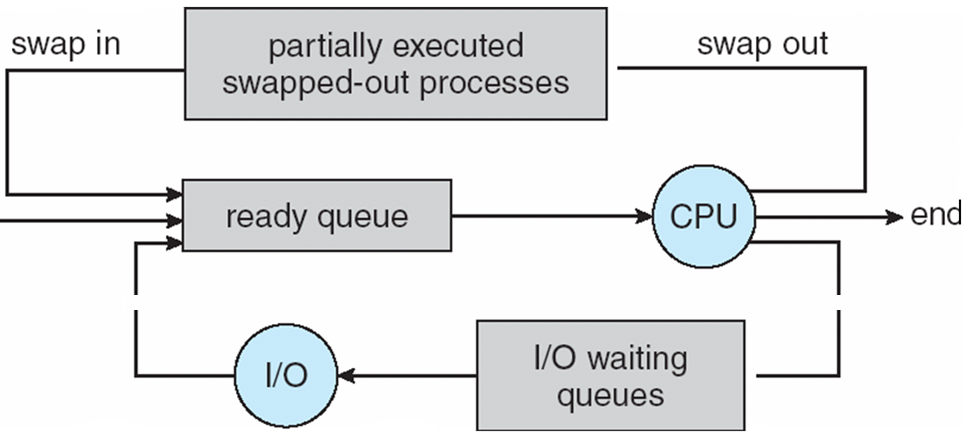 swap in
partially executed
swapped-out processes
swap out
ready queue
CPU
end
I/O
I/O waiting
queues